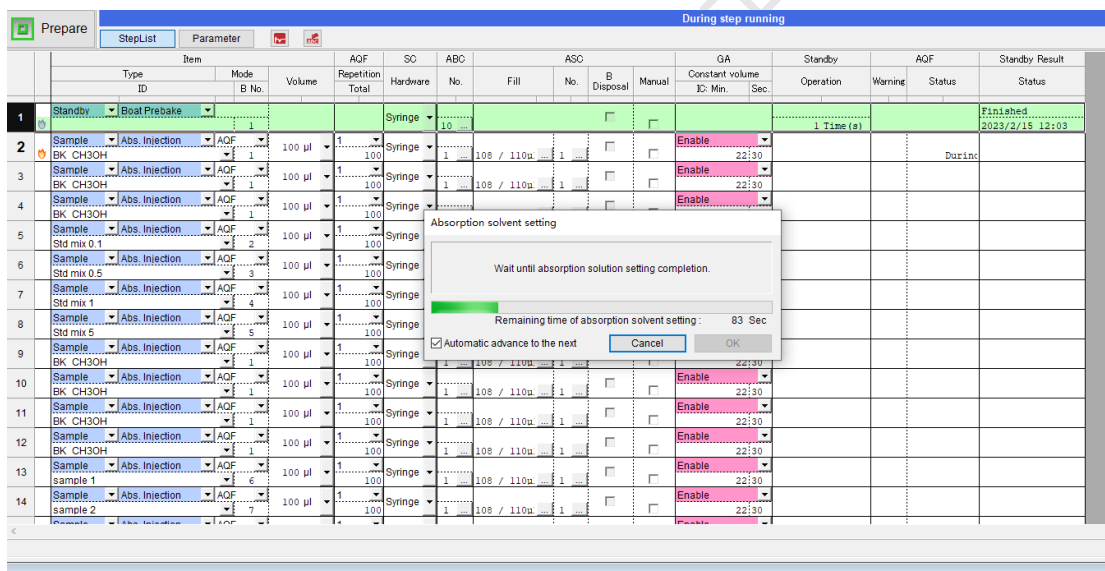 During step running
Prepare
StepList Parameter
Item AQF SC ABC ASC GA Standby AQF Standby Result
Type Mode Volume Repetition Hardware No. Fill No. B Disposal Manual Constant volume Operation Warning Status Status
ID B No. Total IC: Min. Sec.
1 Standby Boat Prebake Syringe Finished
1 10 ... 1 Time(s) 2023/2/15 12:03
2 Sample Abs. Injection AQF 100 µl 1 Syringe Enable
BK CH3OH 1 100 1 ... 108 / 110µ ... 1 ... 22:30 During
3 Sample Abs. Injection AQF 100 µl 1 Syringe Enable
BK CH3OH 1 100 1 ... 108 / 110µ ... 1 ... 22:30
4 Sample Abs. Injection AQF 100 µl 1 Syringe Enable
BK CH3OH 1 100
5 Sample Abs. Injection AQF 100 µl 1 Syringe
Std mix 0.1 2 100
6 Sample Abs. Injection AQF 100 µl 1 Syringe
Std mix 0.5 3 100
7 Sample Abs. Injection AQF 100 µl 1 Syringe
Std mix 1 4 100
8 Sample Abs. Injection AQF 100 µl 1 Syringe
Std mix 5 5 100
9 Sample Abs. Injection AQF 100 µl 1 Syringe
BK CH3OH 1 100 1 ... 108 / 110µ ... 1 ... 22:30
10 Sample Abs. Injection AQF 100 µl 1 Syringe Enable
BK CH3OH 1 100 1 ... 108 / 110µ ... 1 ... 22:30
11 Sample Abs. Injection AQF 100 µl 1 Syringe Enable
BK CH3OH 1 100 1 ... 108 / 110µ ... 1 ... 22:30
12 Sample Abs. Injection AQF 100 µl 1 Syringe Enable
BK CH3OH 1 100 1 ... 108 / 110µ ... 1 ... 22:30
13 Sample Abs. Injection AQF 100 µl 1 Syringe Enable
sample 1 6 100 1 ... 108 / 110µ ... 1 ... 22:30
14 Sample Abs. Injection AQF 100 µl 1 Syringe Enable
sample 2 7 100 1 ... 108 / 110µ ... 1 ... 22:30
Absorption solvent setting
Wait until absorption solution setting completion.
Remaining time of absorption solvent setting : 83 Sec
Automatic advance to the next Cancel OK